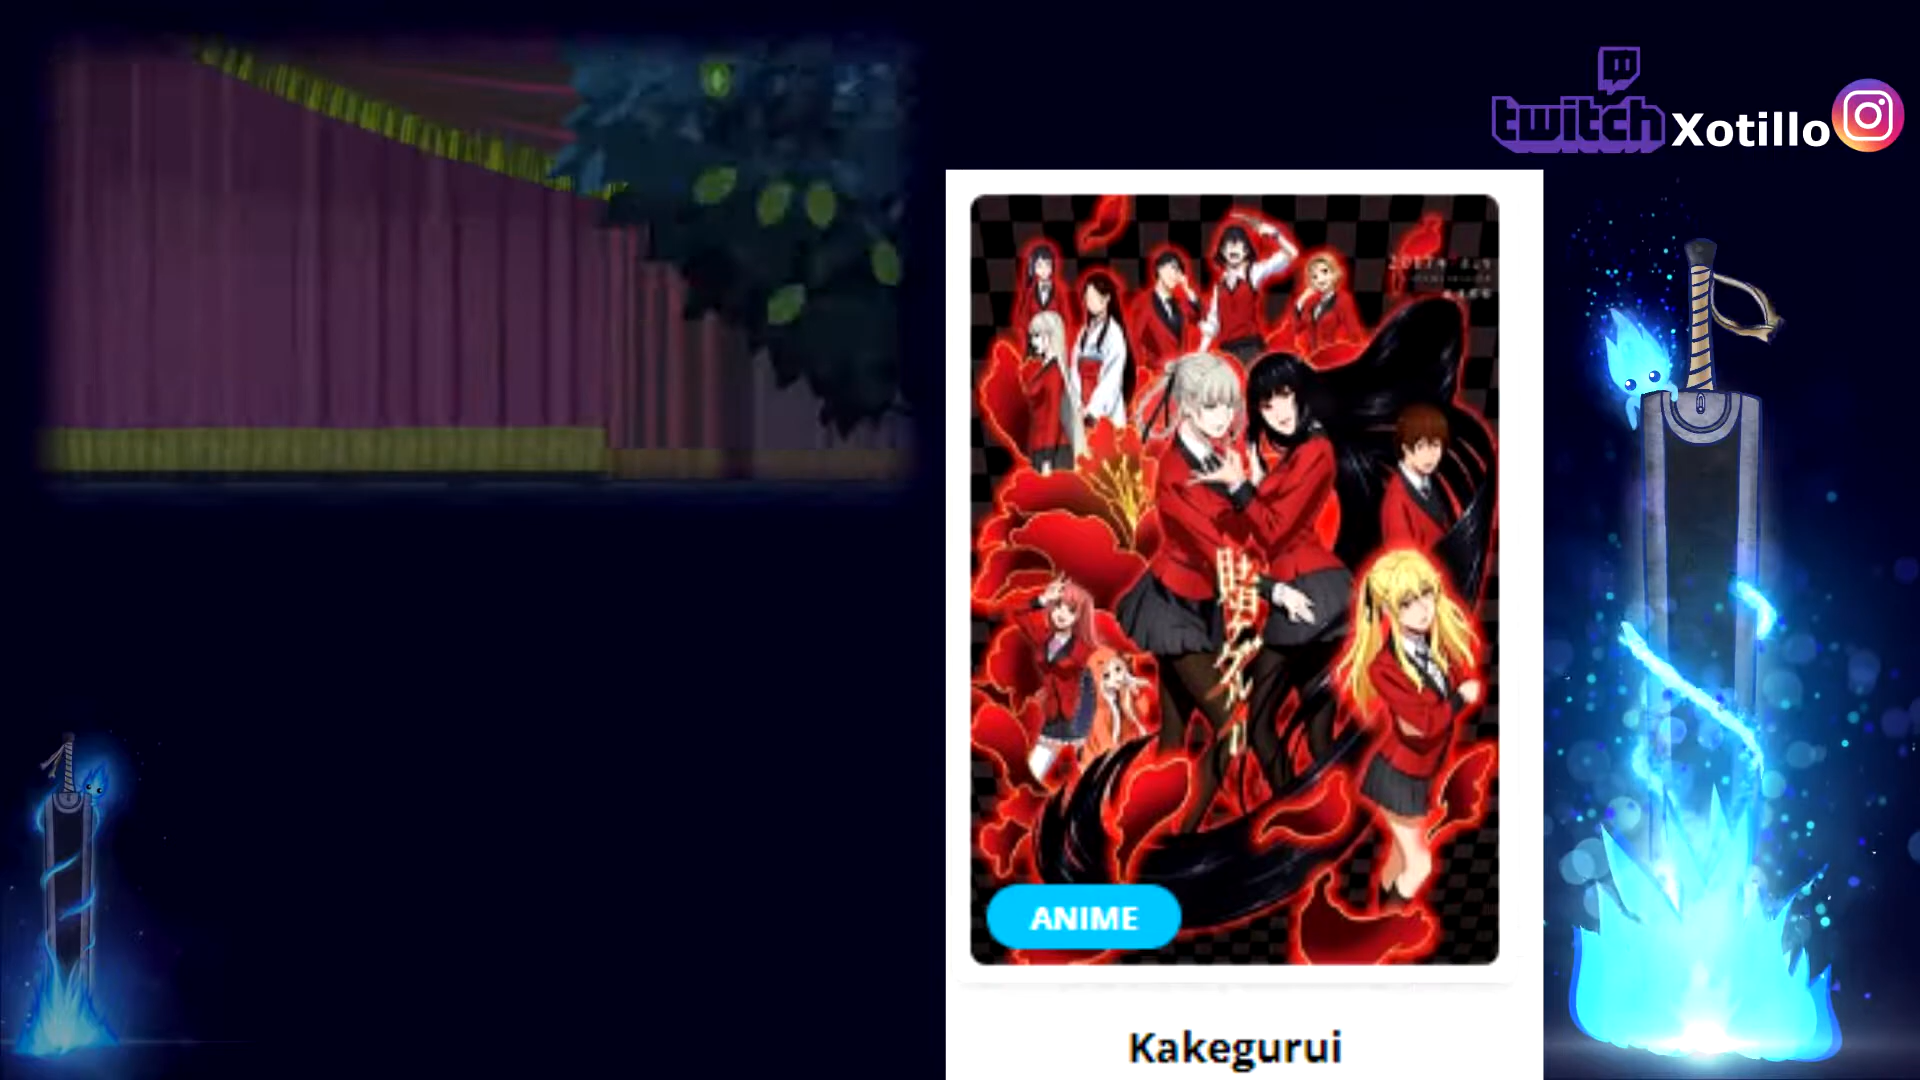 twitch Xotillo
賭ケグルイ
ANIME
Kakegurui